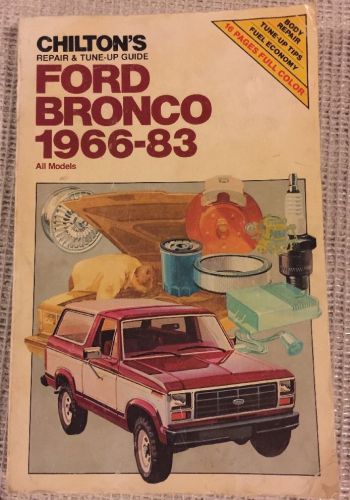 CHILTON'S
REPAIR & TUNE-UP GUIDE
FORD
BRONCO
1966-83
All Models
BODY
REPAIR
TUNE-UP TIPS
FUEL ECONOMY
16 PAGES FULL COLOR